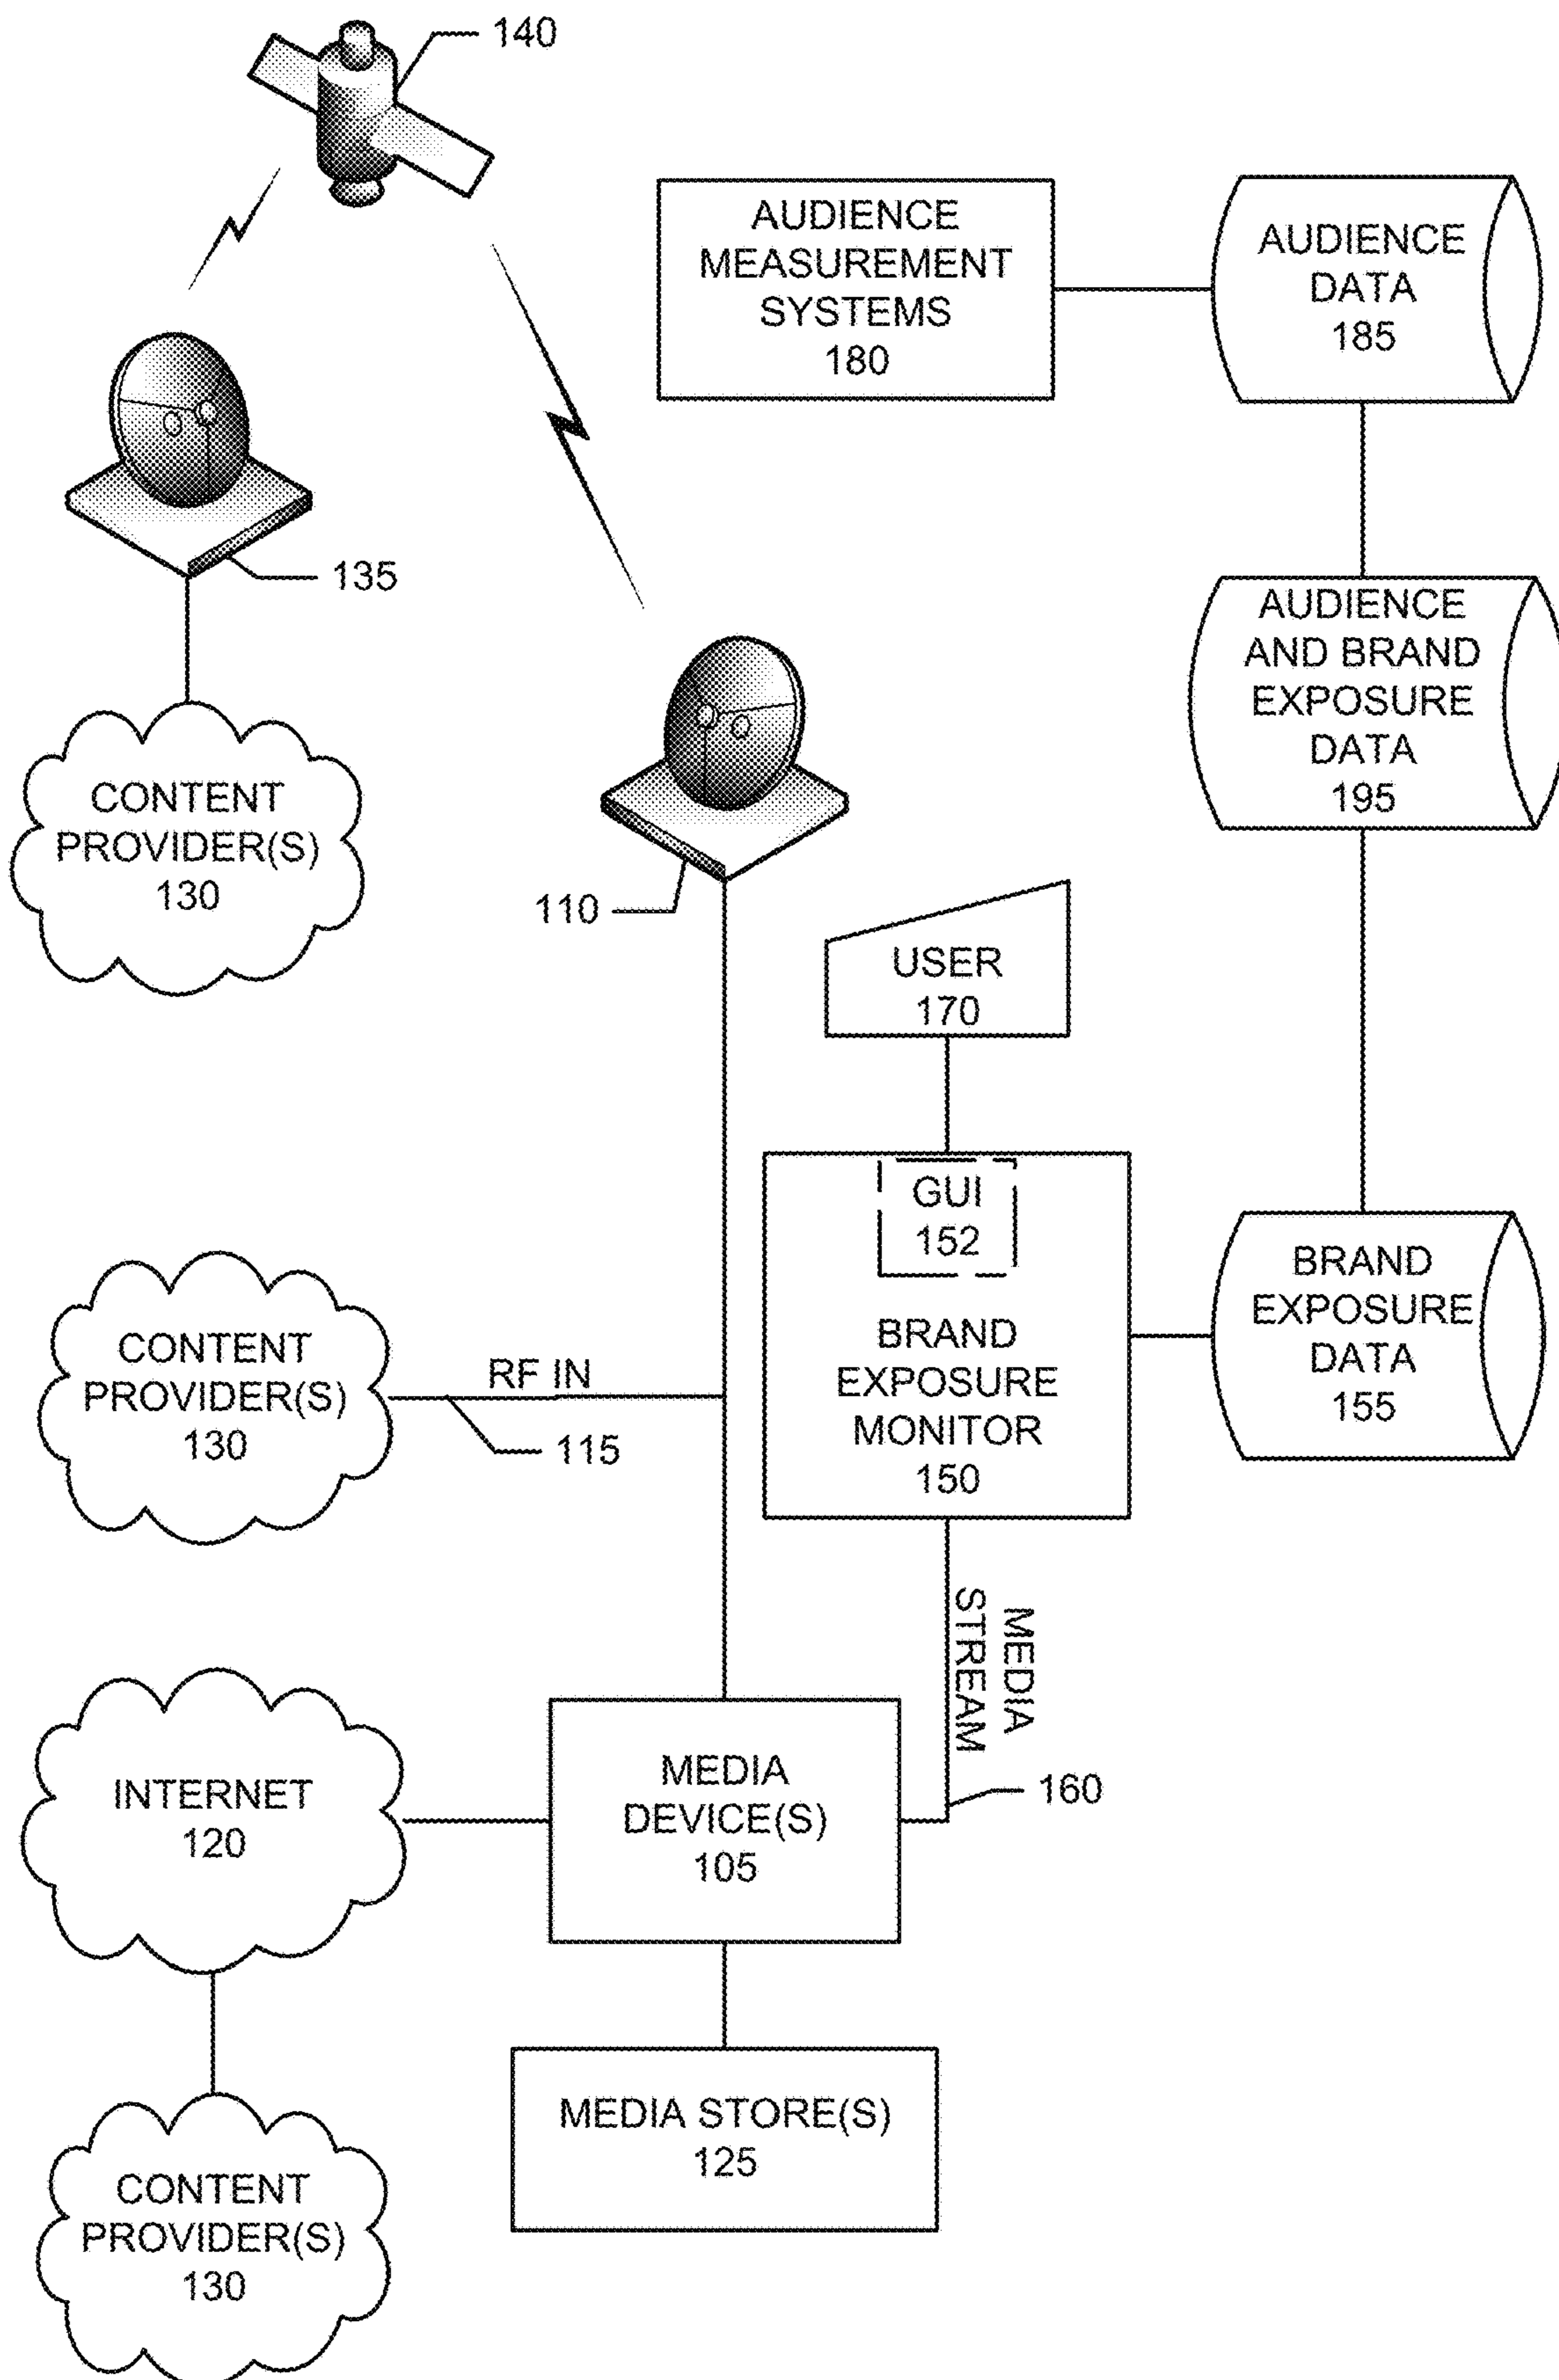 140
AUDIENCE
MEASUREMENT
SYSTEMS
180
AUDIENCE
DATA
185
135
AUDIENCE
AND BRAND
EXPOSURE
DATA
195
CONTENT
PROVIDER(S)
130
110
USER
170
GUI
152
BRAND
EXPOSURE
MONITOR
150
BRAND
EXPOSURE
DATA
155
CONTENT
PROVIDER(S)
130
RF IN
115
MEDIA
STREAM
160
INTERNET
120
MEDIA
DEVICE(S)
105
MEDIA STORE(S)
125
CONTENT
PROVIDER(S)
130